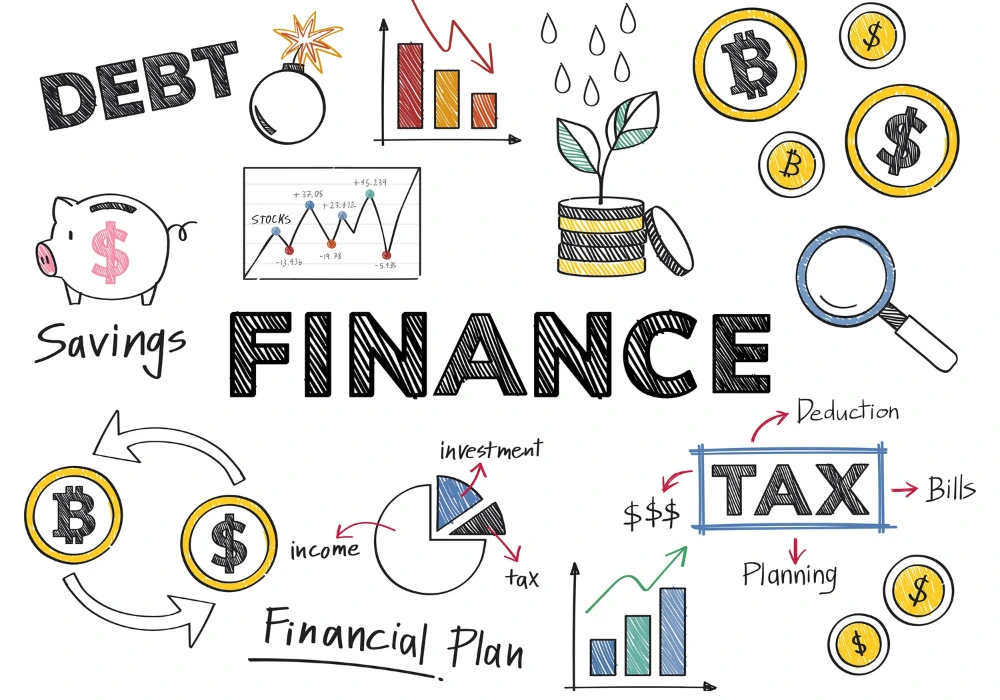 DEBT
$
$
STOCKS
+37.05
+23.412
+45.239
-13.436
-19.78
-5.435
$
Savings
FINANCE
Deduction
TAX
$$$
Bills
Planning
investment
income
tax
$
$
$
Financial Plan